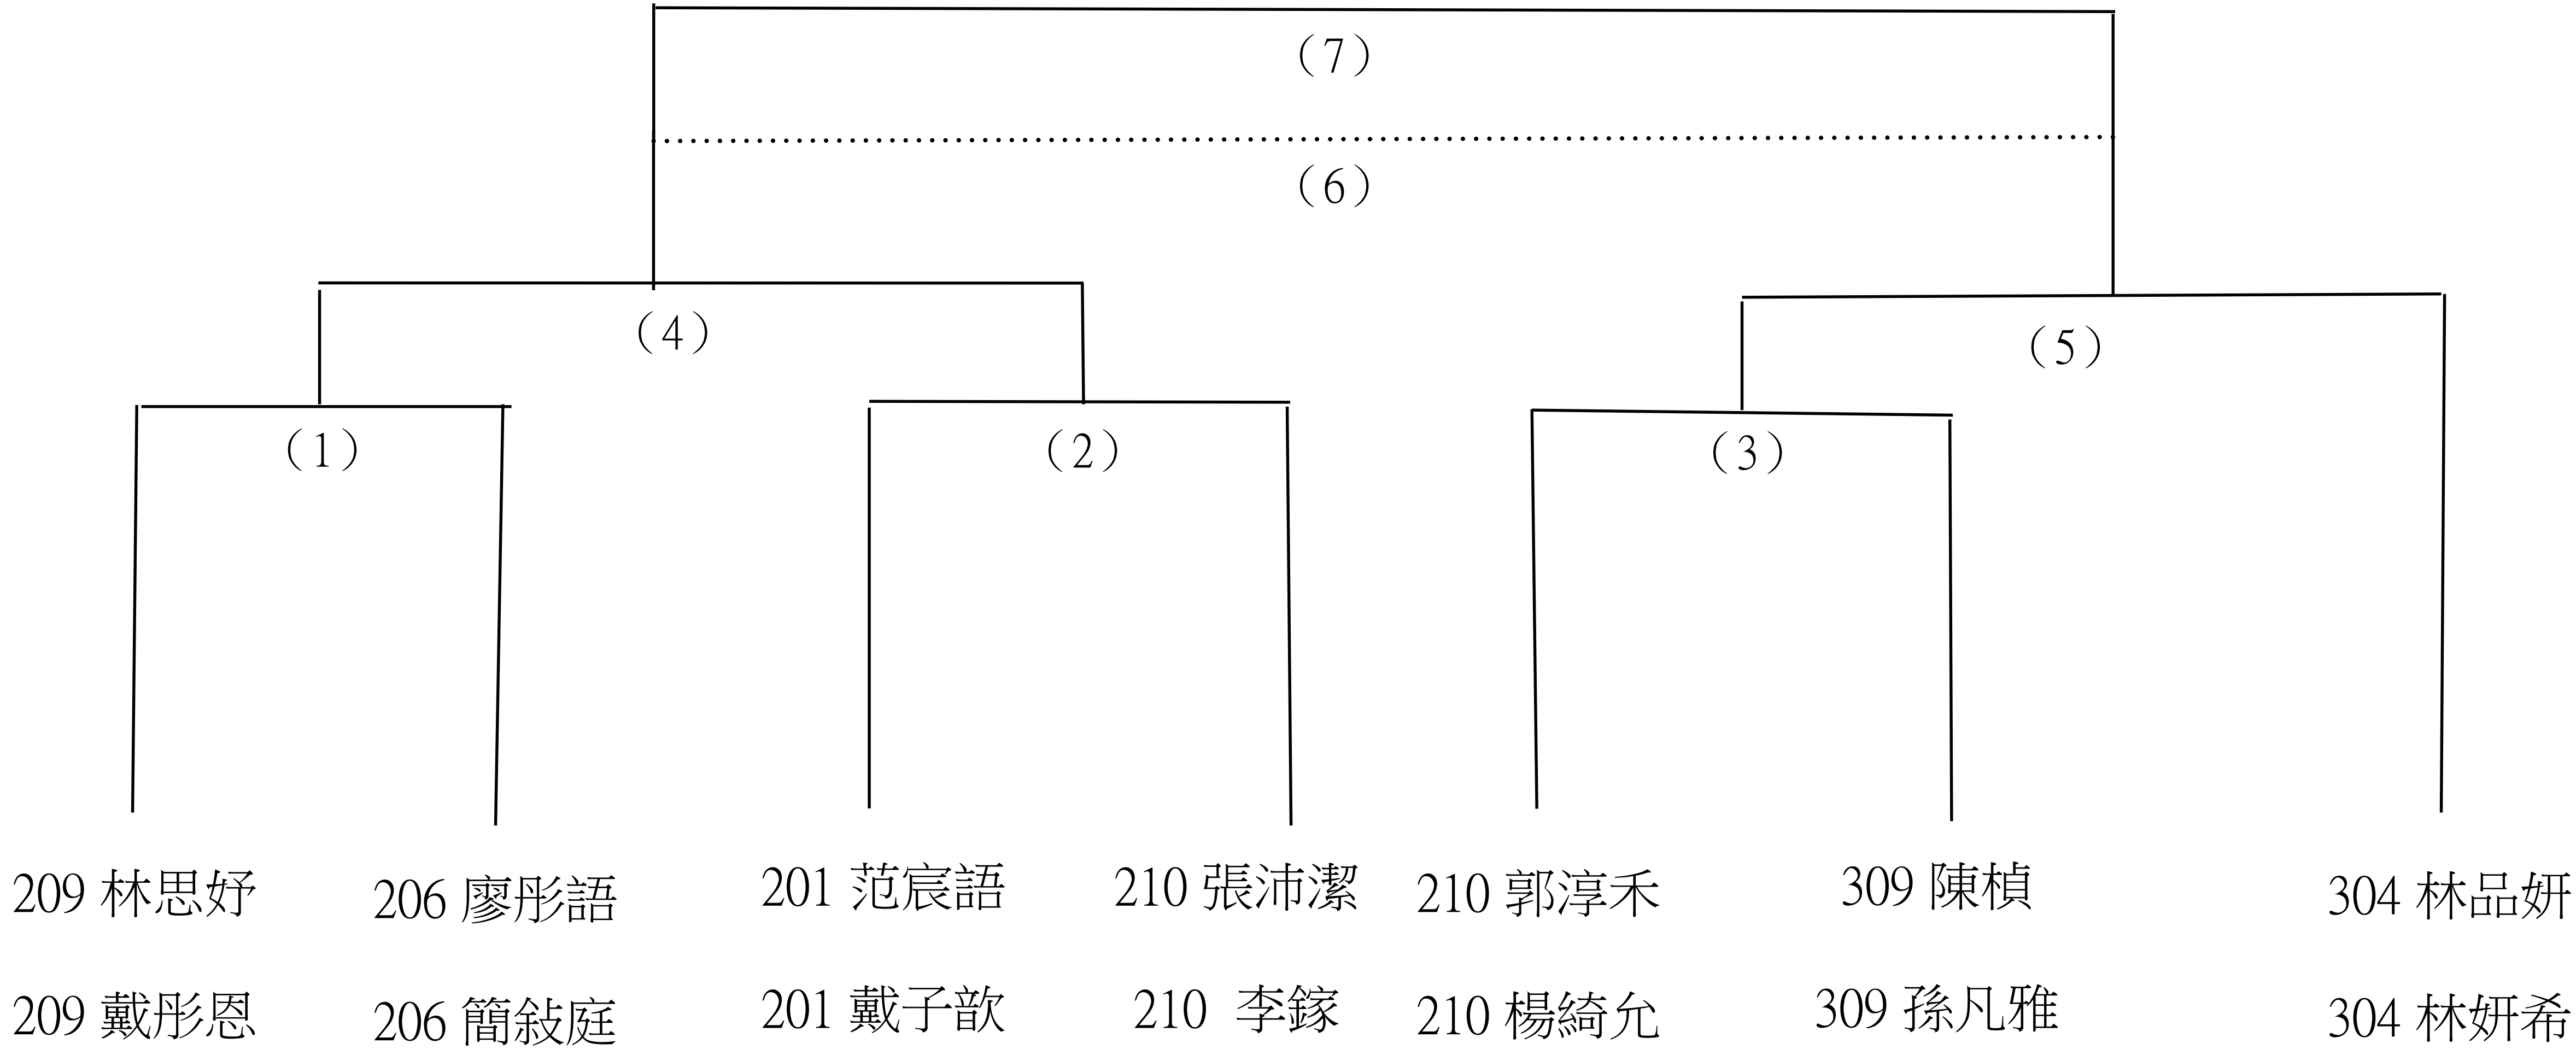 （7）
（6）
（4）
（5）
（1）
（2）
（3）
209 林思妤
206 廖彤語
201 范宸語
210 張沛潔
210 郭淳禾
309 陳楨
304 林品妍
209 戴彤恩
206 簡敍庭
201 戴子歆
210 李鎵
210 楊綺允
309 孫凡雅
304 林妍希